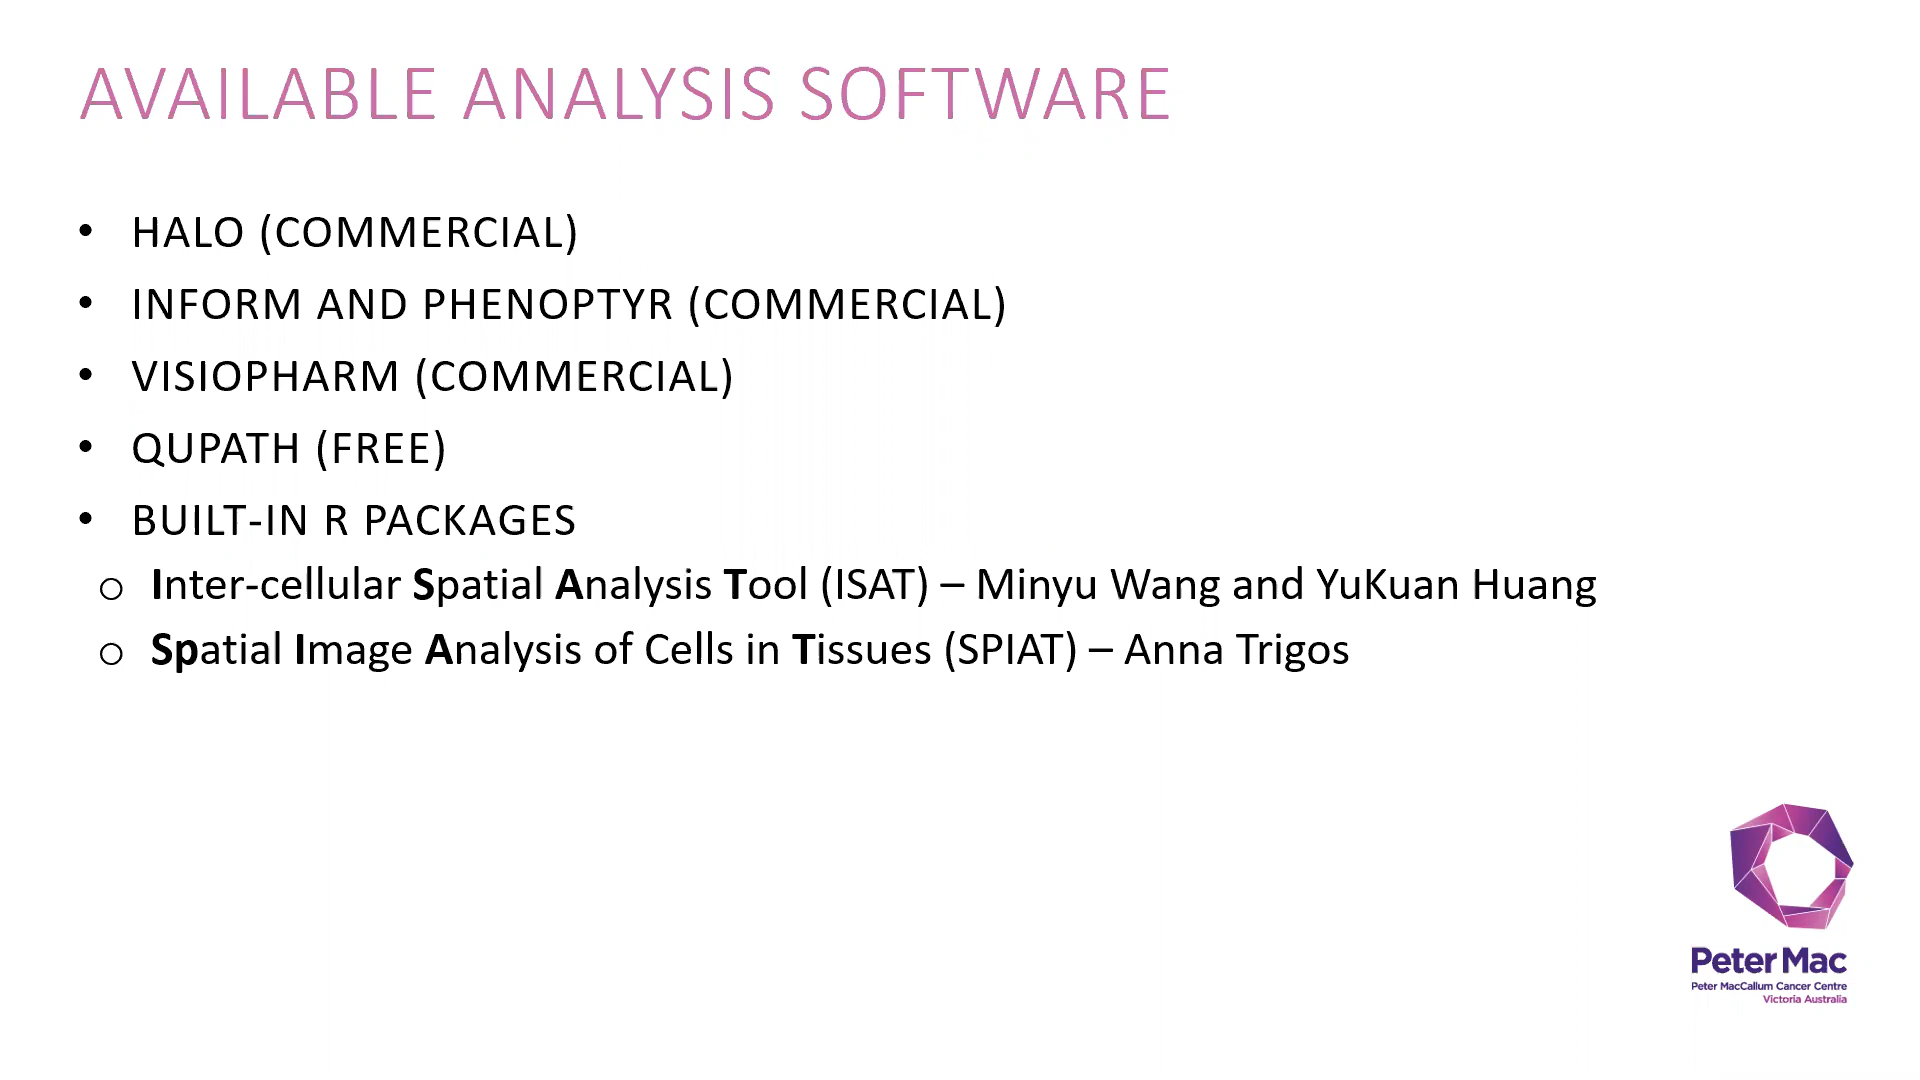 AVAILABLE ANALYSIS SOFTWARE
• HALO (COMMERCIAL)
• INFORM AND PHENOPTYR (COMMERCIAL)
• VISIOPHARM (COMMERCIAL)
• QUPATH (FREE)
• BUILT-IN R PACKAGES
o Inter-cellular Spatial Analysis Tool (ISAT) – Minyu Wang and YuKuan Huang
o Spatial Image Analysis of Cells in Tissues (SPIAT) – Anna Trigos
Peter Mac
Peter MacCallum Cancer Centre
Victoria Australia